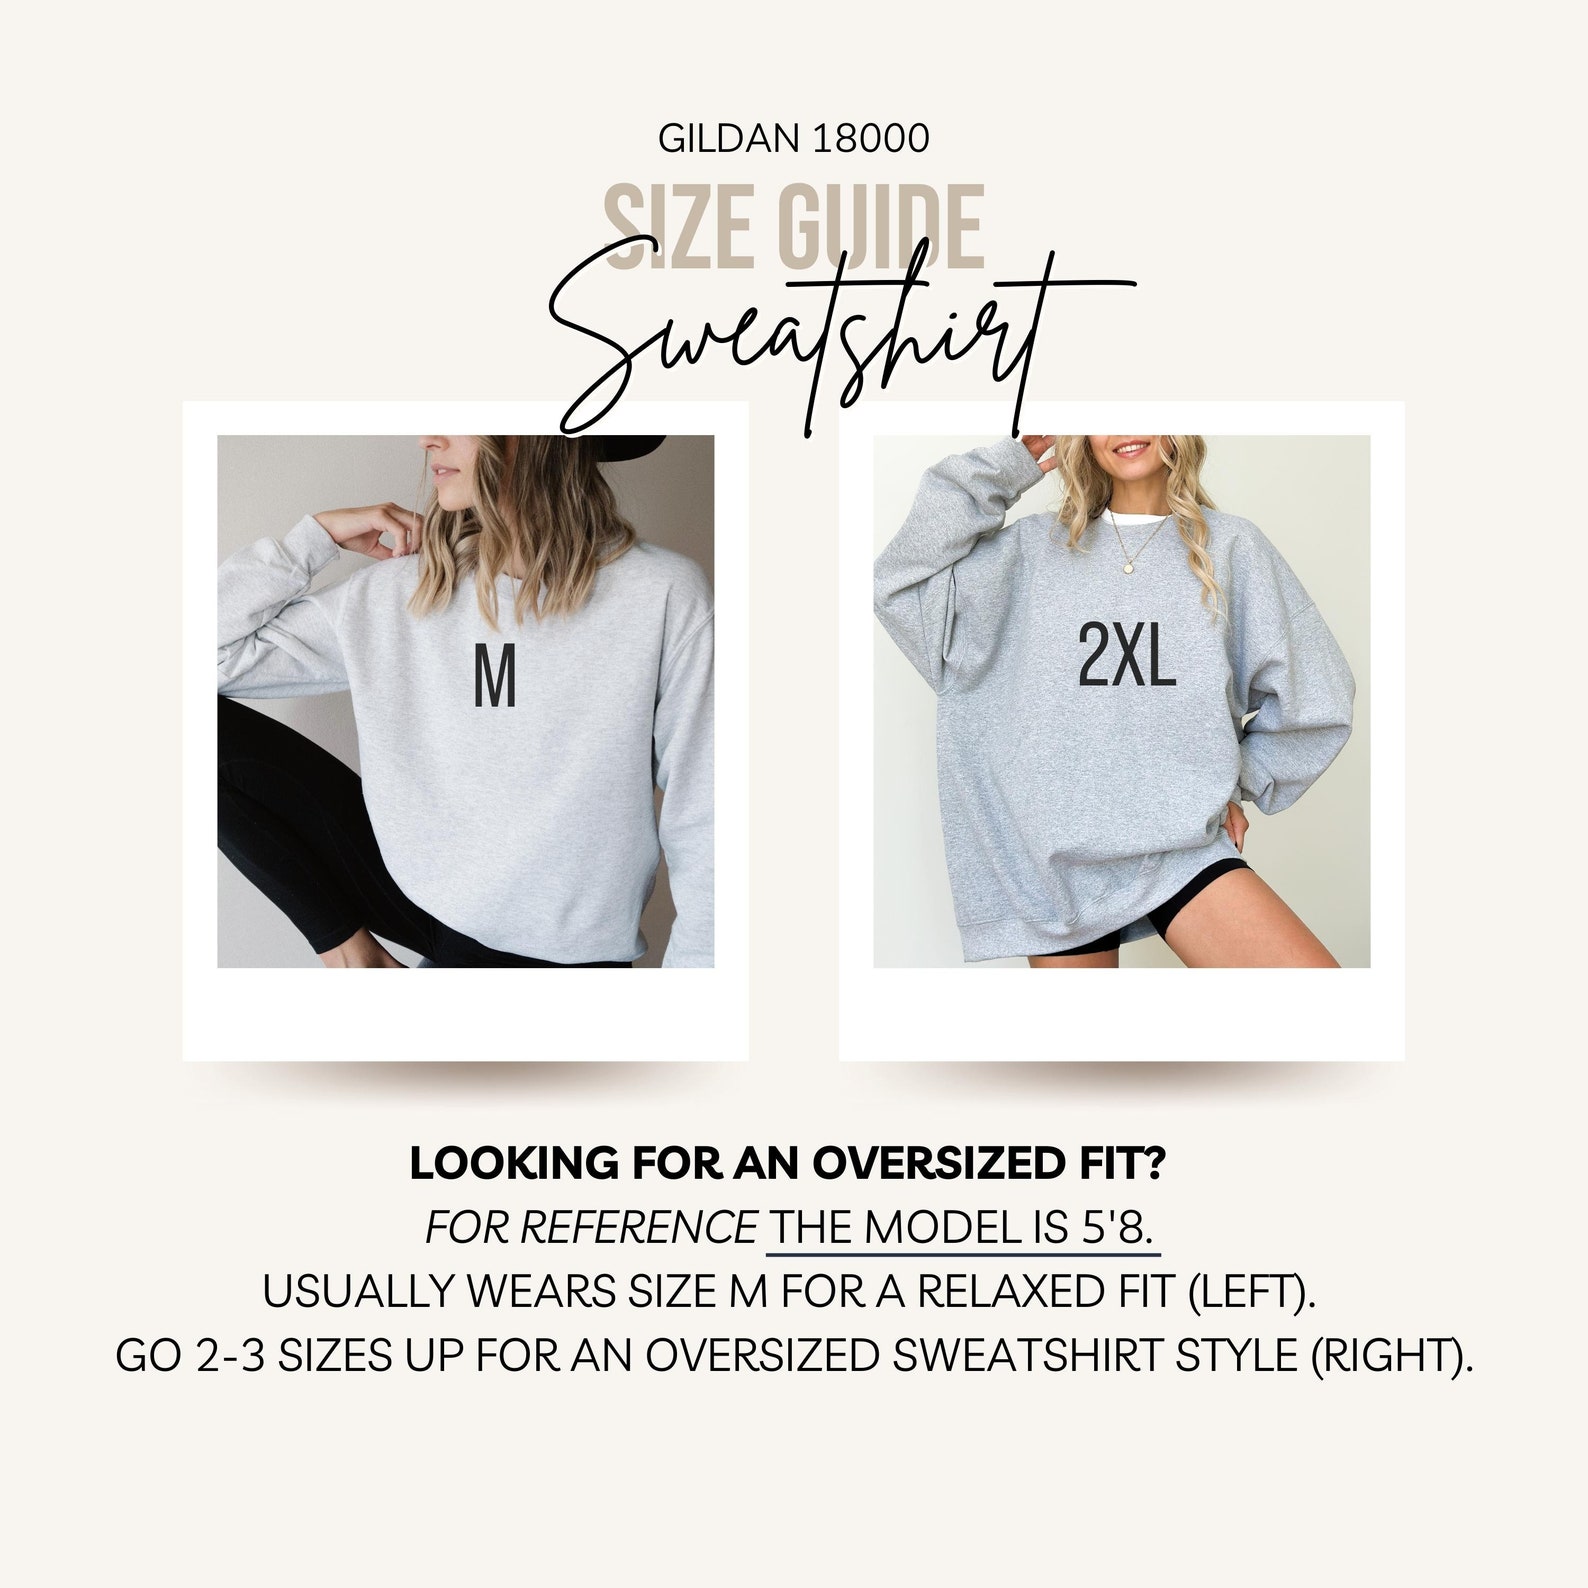 GILDAN 18000
SIZE GUIDE
Sweatshirt
M
2XL
LOOKING FOR AN OVERSIZED FIT?
FOR REFERENCE THE MODEL IS 5'8.
USUALLY WEARS SIZE M FOR A RELAXED FIT (LEFT).
GO 2-3 SIZES UP FOR AN OVERSIZED SWEATSHIRT STYLE (RIGHT).